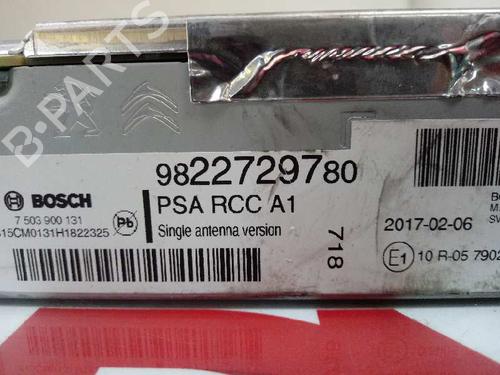 B-PARTS
BOSCH
7 503 900 131
15CM0131H1822325
Pb
9822729780
PSA RCC A1
Single antenna version
718
2017-02-06
E1 10 R-05 7902